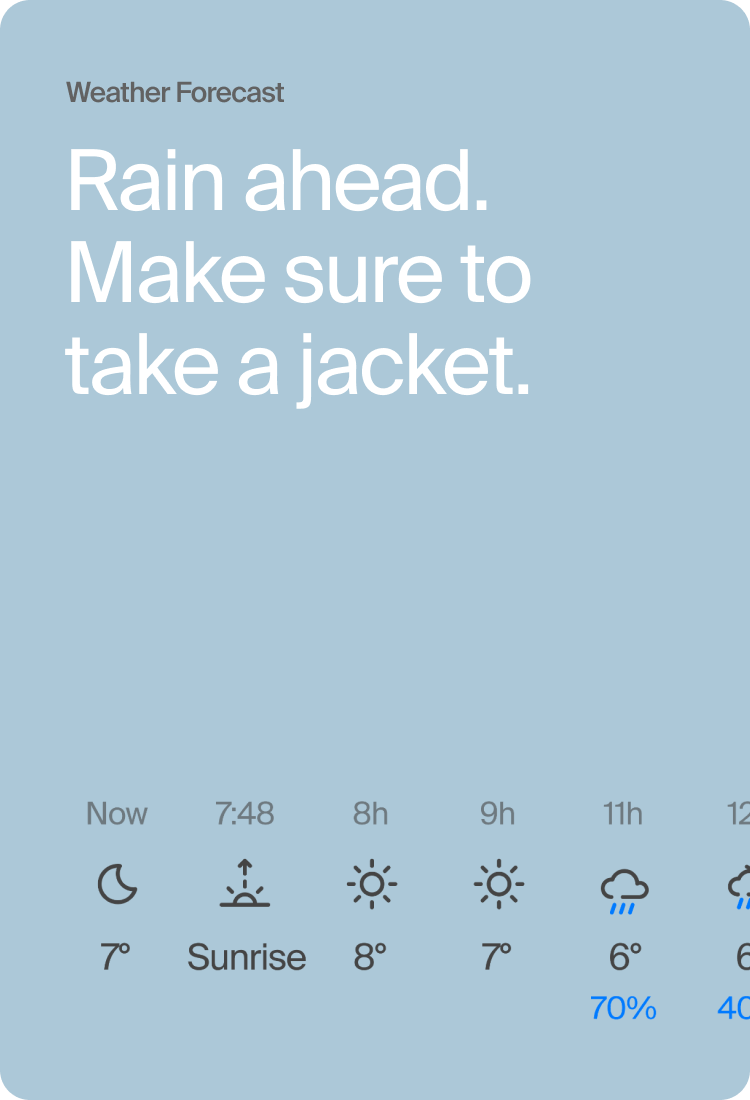 Weather Forecast
Rain ahead.
Make sure to
take a jacket.
Now 7:48 8h 9h 11h 12
7° Sunrise 8° 7° 6° 6
70% 40